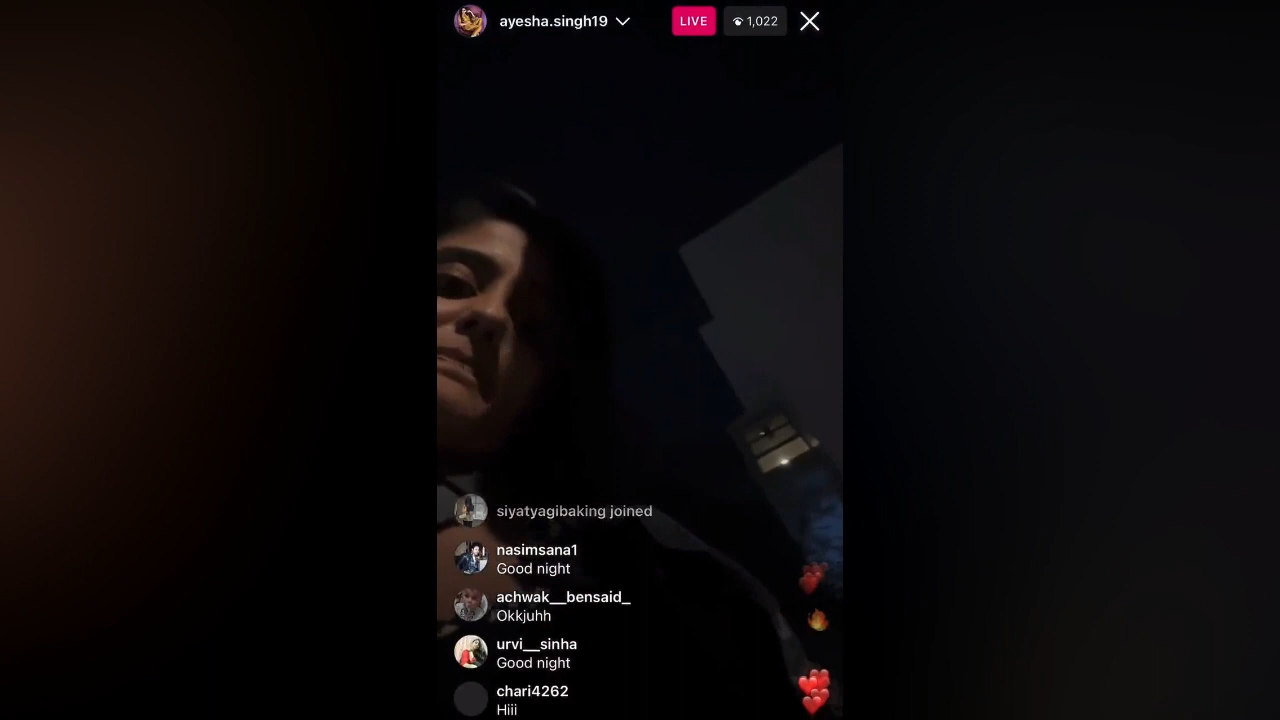 ayesha.singh19
LIVE
1,022
siyatyagibaking joined
nasimsana1
Good night
achwak__bensaid_
Okkjuhh
urvi__sinha
Good night
chari4262
Hiii